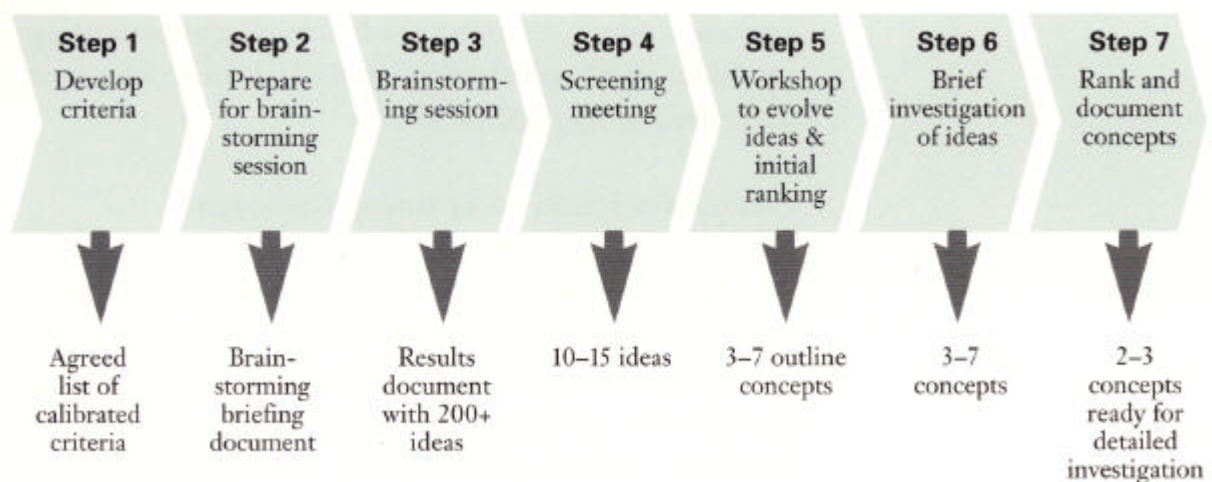 Step 1
Develop
criteria
Step 2
Prepare
for brain-
storming
session
Step 3
Brainstorm-
ing session
Step 4
Screening
meeting
Step 5
Workshop
to evolve
ideas &
initial
ranking
Step 6
Brief
investigation
of ideas
Step 7
Rank and
document
concepts
Agreed
list of
calibrated
criteria
Brain-
storming
briefing
document
Results
document
with 200+
ideas
10–15 ideas
3–7 outline
concepts
3–7
concepts
2–3
concepts
ready for
detailed
investigation